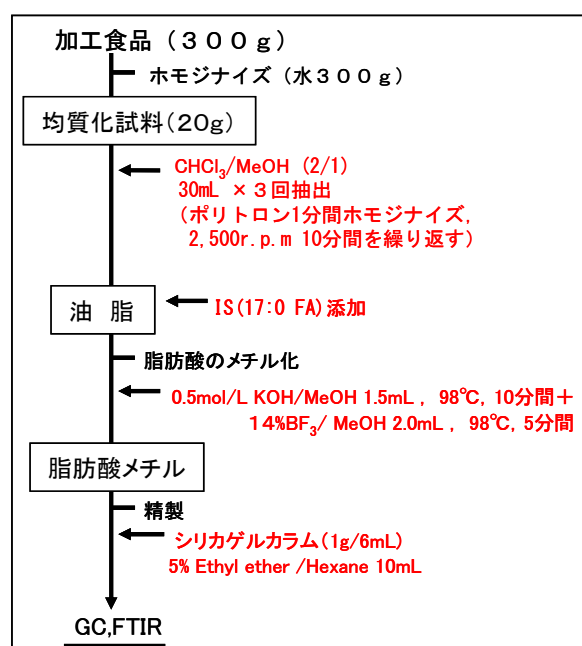 加工食品（３００ｇ）
ホモジナイズ（水３００ｇ）
均質化試料(20g)
CHCl₃/MeOH (2/1)
30mL ×３回抽出
（ポリトロン1分間ホモジナイズ,
2,500r.p.m 10分間を繰り返す）
油　脂
IS(17:0 FA)添加
脂肪酸のメチル化
0.5mol/L KOH/MeOH 1.5mL , 98℃, 10分間＋
14%BF₃/ MeOH 2.0mL , 98℃, 5分間
脂肪酸メチル
精製
シリカゲルカラム(1g/6mL)
5% Ethyl ether /Hexane 10mL
GC,FTIR